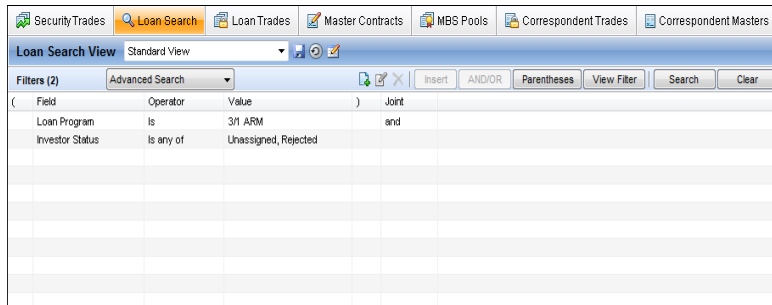 Security Trades Loan Search Loan Trades Master Contracts MBS Pools Correspondent Trades Correspondent Masters
Loan Search View Standard View
Filters (2) Advanced Search Insert AND/OR Parentheses View Filter Search Clear
( Field Operator Value ) Joint
Loan Program Is 3/1 ARM and
Investor Status Is any of Unassigned, Rejected